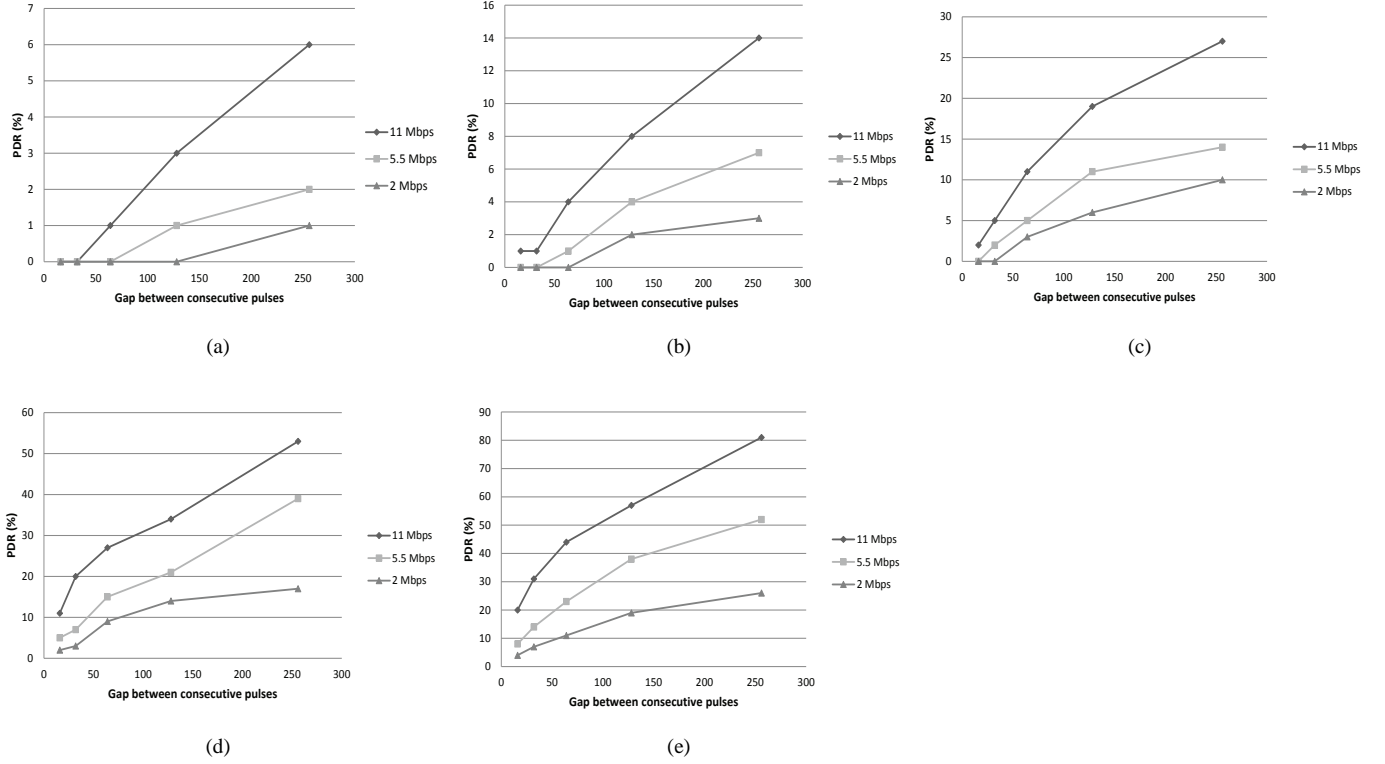 7
6
5
4
3
2
1
0
PDR (%)
0 50 100 150 200 250 300
Gap between consecutive pulses
11 Mbps
5.5 Mbps
2 Mbps
(a)
16
14
12
10
8
6
4
2
0
PDR (%)
0 50 100 150 200 250 300
Gap between consecutive pulses
11 Mbps
5.5 Mbps
2 Mbps
(b)
30
25
20
15
10
5
0
PDR (%)
0 50 100 150 200 250 300
Gap between consecutive pulses
11 Mbps
5.5 Mbps
2 Mbps
(c)
60
50
40
30
20
10
0
PDR (%)
0 50 100 150 200 250 300
Gap between consecutive pulses
11 Mbps
5.5 Mbps
2 Mbps
(d)
90
80
70
60
50
40
30
20
10
0
PDR (%)
0 50 100 150 200 250 300
Gap between consecutive pulses
11 Mbps
5.5 Mbps
2 Mbps
(e)